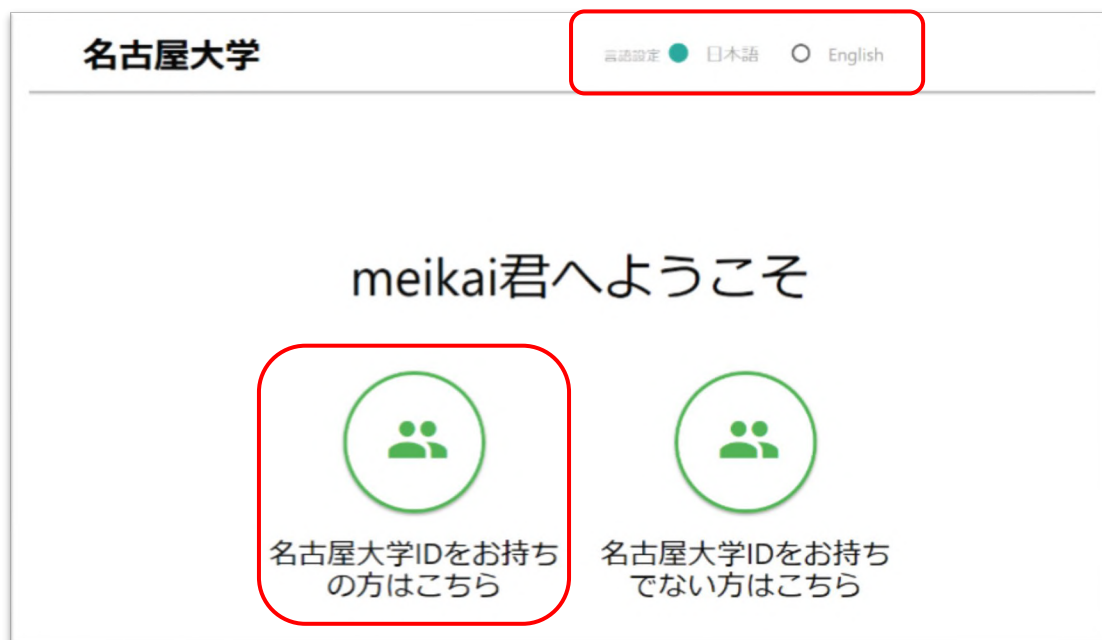 名古屋大学
言語設定 日本語 English
meikai君へようこそ
名古屋大学IDをお持ち
の方はこちら
名古屋大学IDをお持ち
でない方はこちら